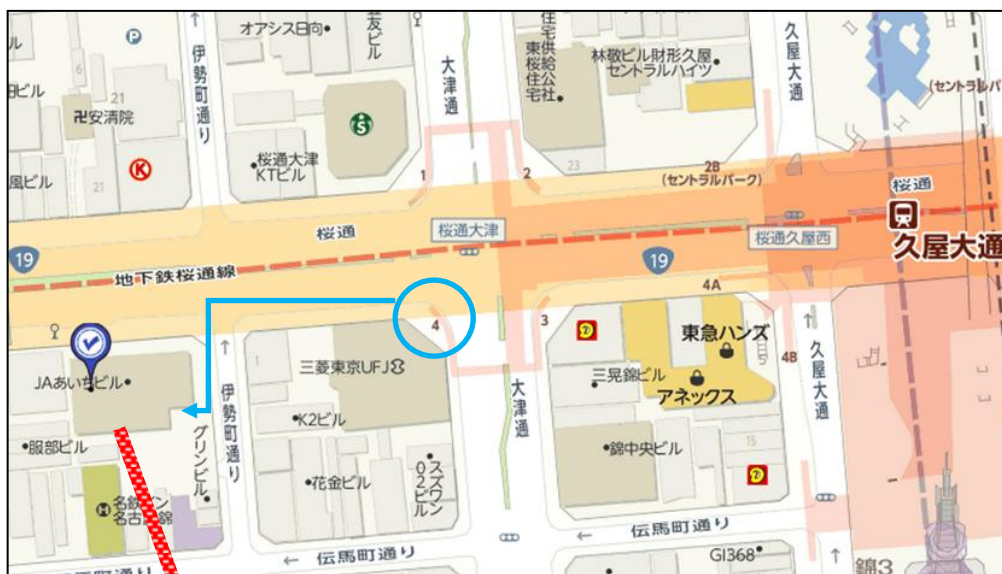 オアシス日向
伊勢町通り
大津通
久屋大通
東桜住宅
住宅供給公社
林敬ビル財形久屋
セントラルハイツ
(セントラルパ
P
6
21
卍安清院
K
21
風ビル
桜通大津
KTビル
S
23
1
2
2B
(セントラルパーク)
桜通
桜通
桜通大津
桜通久屋西
久屋大通
19
19
地下鉄桜通線
4A
4
3
4B
東急ハンズ
アネックス
三晃錦ビル
久屋大通
JAあいちビル
1
三菱東京UFJ
伊勢町通り
大津通
K2ビル
服部ビル
グリンビル
花金ビル
スズワン
02ビル
錦中央ビル
15
H
伝馬町通り
伝馬町通り
GI368
錦3